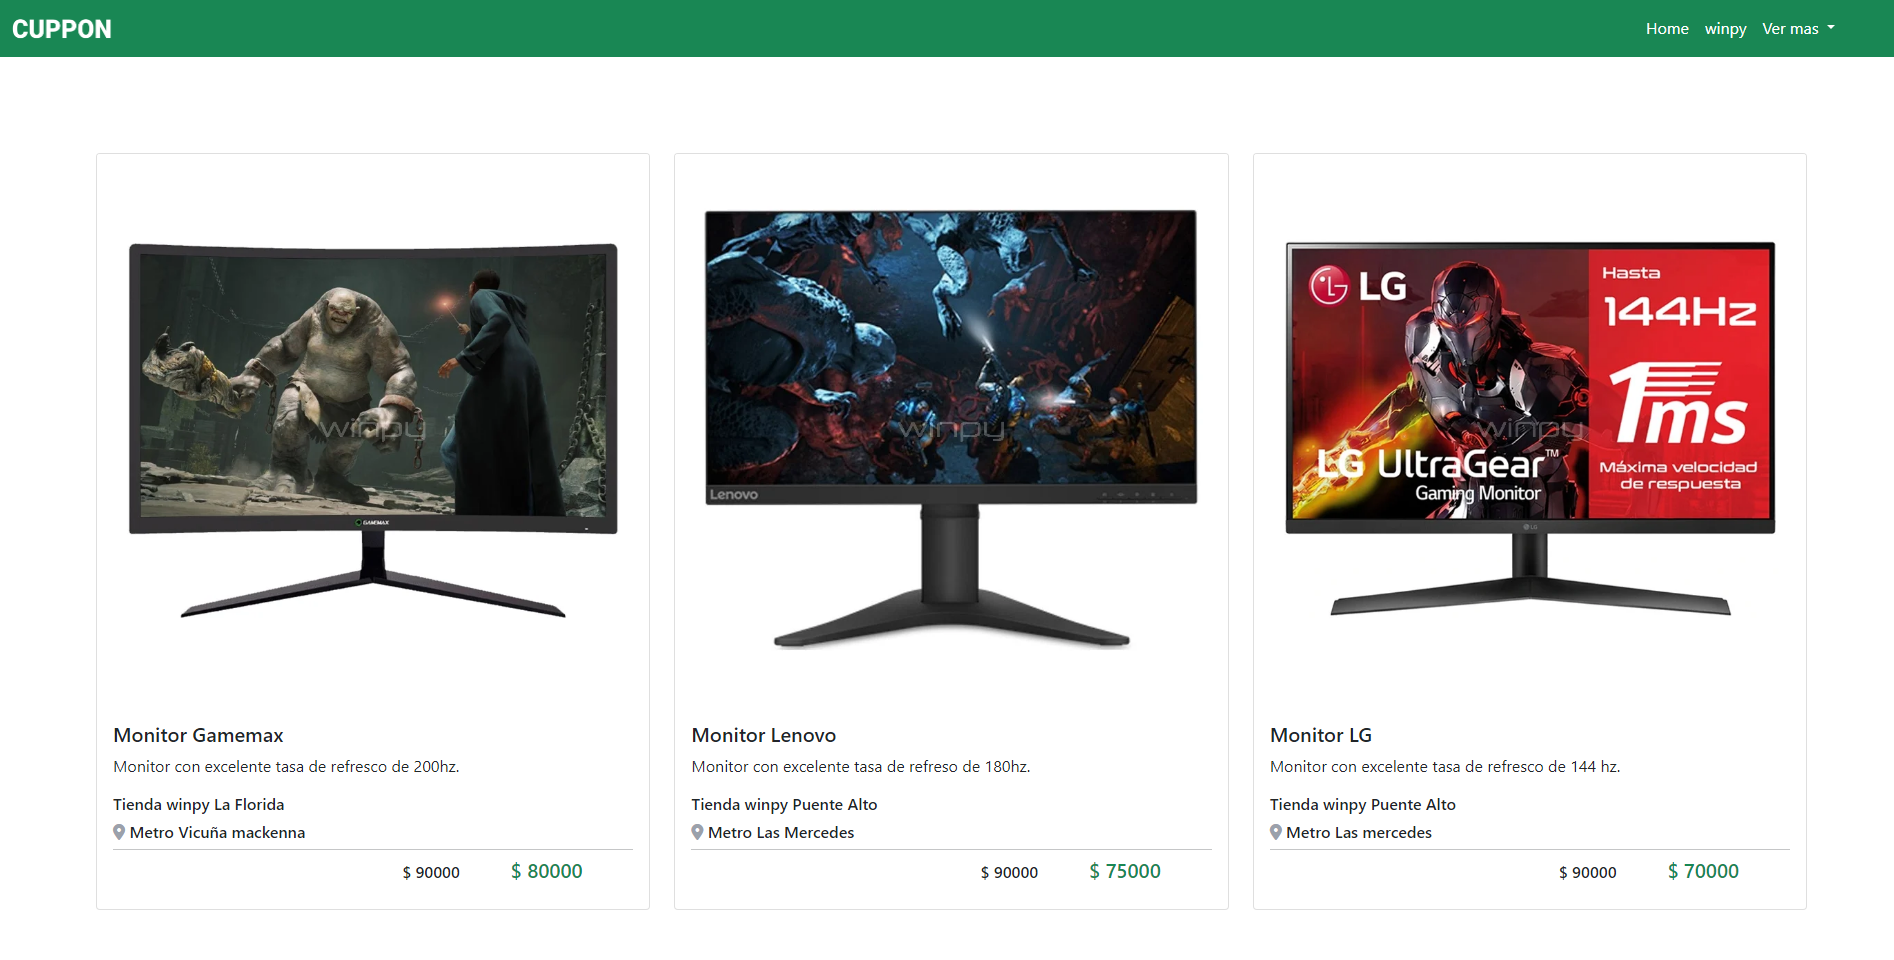 CUPPON
Home winpy Ver mas
winpy
GAMEMAX
winpy
Lenovo
LG
Hasta
144Hz
1ms
winpy
LG UltraGear™
Gaming Monitor
Máxima velocidad
de respuesta
LG
Monitor Gamemax
Monitor con excelente tasa de refresco de 200hz.
Tienda winpy La Florida
Metro Vicuña mackenna
$ 90000 $ 80000
Monitor Lenovo
Monitor con excelente tasa de refreso de 180hz.
Tienda winpy Puente Alto
Metro Las Mercedes
$ 90000 $ 75000
Monitor LG
Monitor con excelente tasa de refresco de 144 hz.
Tienda winpy Puente Alto
Metro Las mercedes
$ 90000 $ 70000